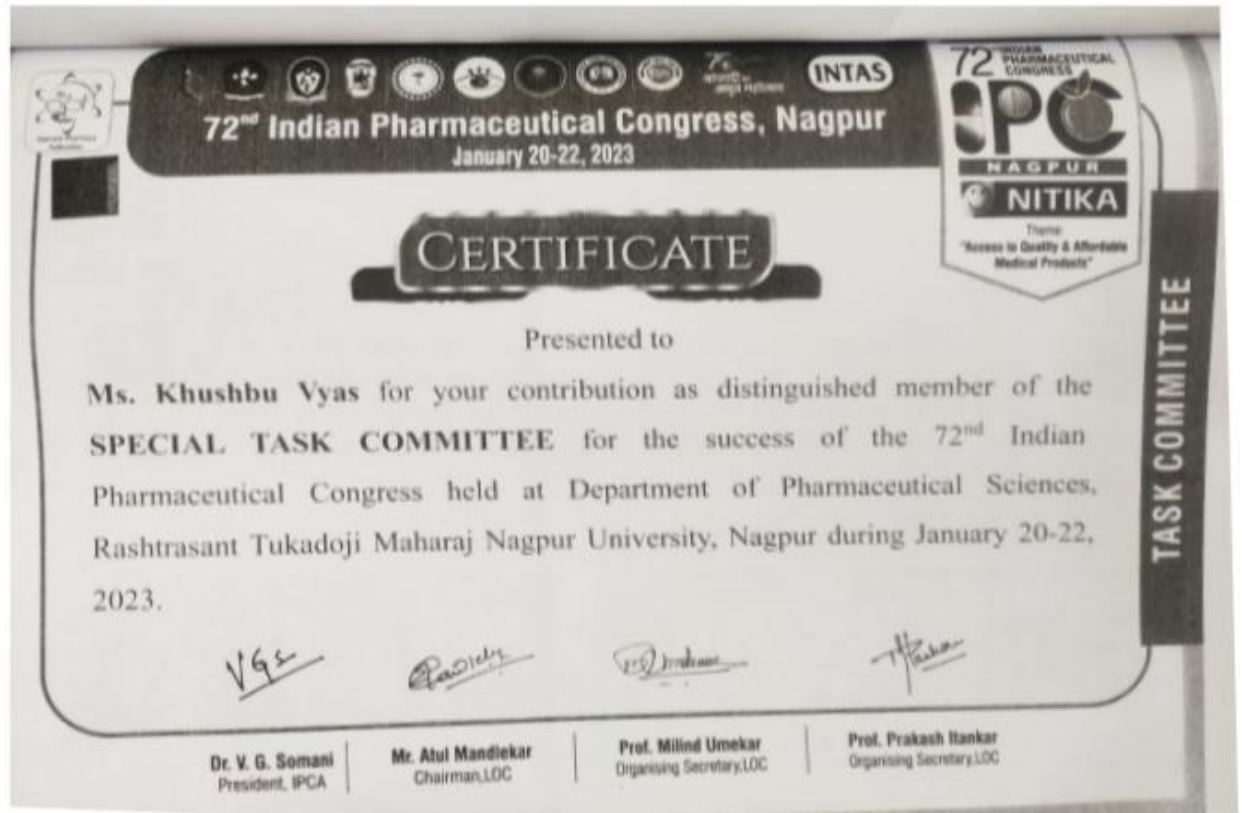 INTAS
72nd Indian Pharmaceutical Congress, Nagpur
January 20-22, 2023
72 INDIAN
PHARMACEUTICAL
CONGRESS
IPC
NAGPUR
NITIKA
Theme
"Access to Quality & Affordable
Medical Products"
CERTIFICATE
Presented to
Ms. Khushbu Vyas for your contribution as distinguished member of the
SPECIAL TASK COMMITTEE for the success of the 72nd Indian
Pharmaceutical Congress held at Department of Pharmaceutical Sciences,
Rashtrasant Tukadoji Maharaj Nagpur University, Nagpur during January 20-22,
2023.
TASK COMMITTEE
VGS
Dr. V. G. Somani
President, IPCA
Mr. Atul Mandlekar
Chairman,LOC
Prof. Milind Umekar
Organising Secretary,LOC
Prof. Prakash Itankar
Organising Secretary,LOC